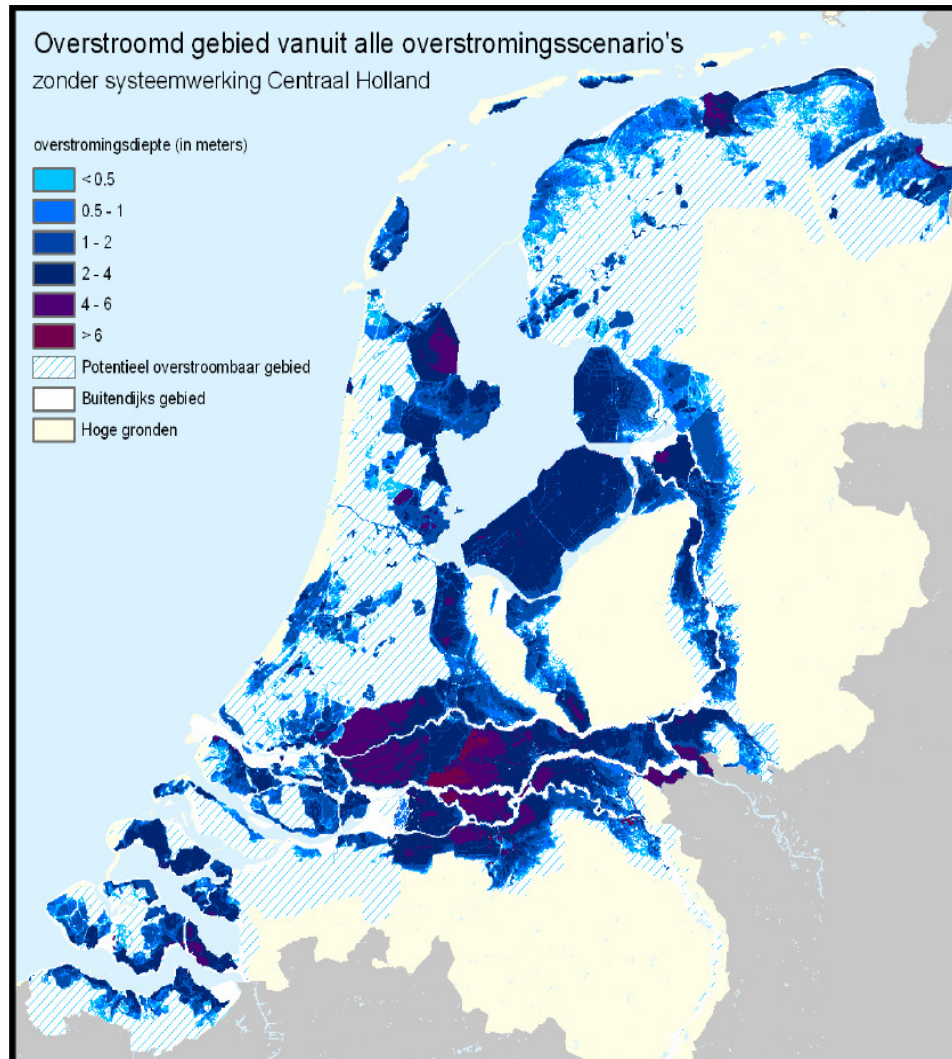 Overstroomd gebied vanuit alle overstromingsscenario's
zonder systeemwerking Centraal Holland
overstromingsdiepte (in meters)
< 0.5
0.5 - 1
1 - 2
2 - 4
4 - 6
> 6
Potentieel overstroombaar gebied
Buitendijks gebied
Hoge gronden